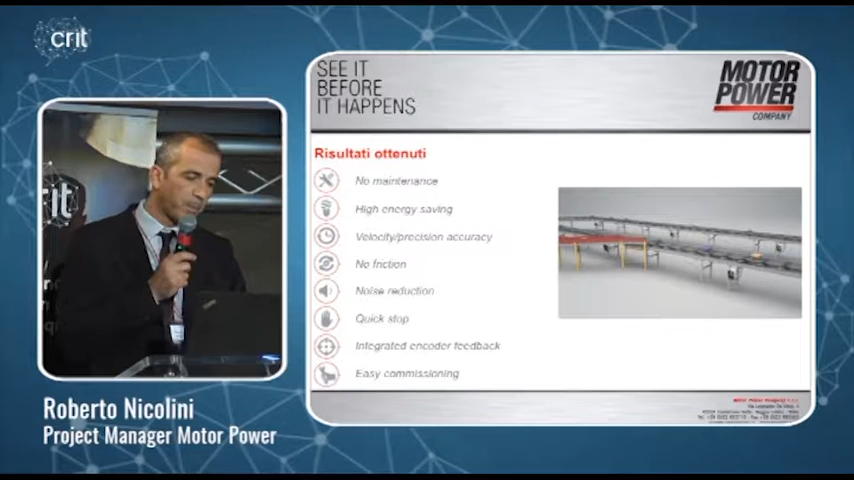 crit
SEE IT
BEFORE
IT HAPPENS
MOTOR
POWER
COMPANY
Risultati ottenuti
No maintenance
High energy saving
Velocity/precision accuracy
No friction
Noise reduction
Quick stop
Integrated encoder feedback
Easy commissioning
rit
Roberto Nicolini
Project Manager Motor Power